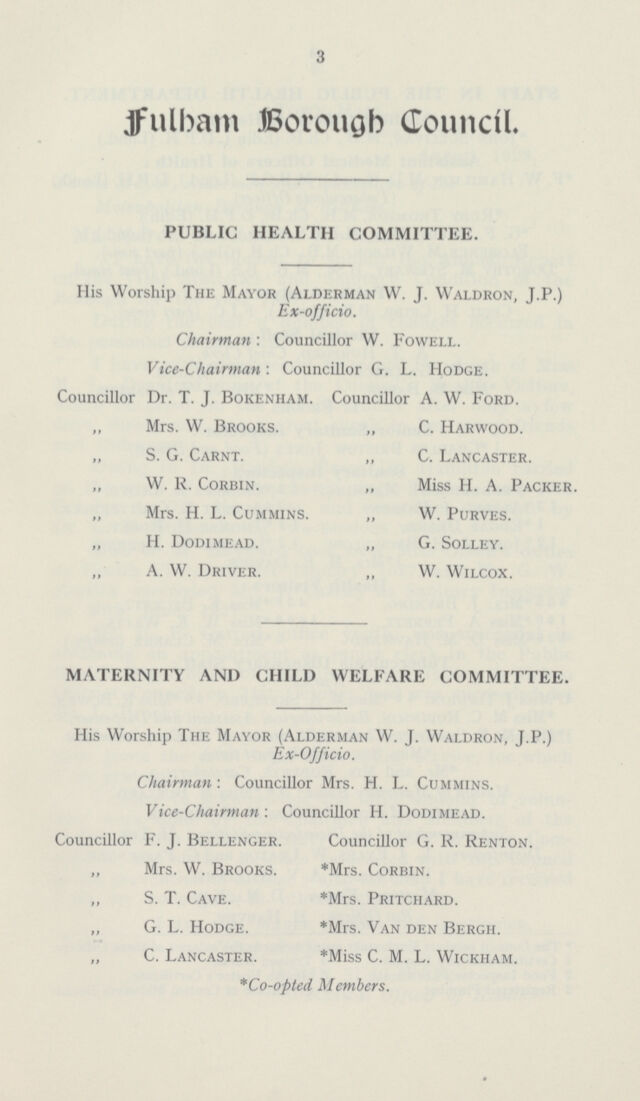 3
Fulham Borough Council.
PUBLIC HEALTH COMMITTEE.
His Worship THE MAYOR (ALDERMAN W. J. WALDRON, J.P.)
Ex-officio.
Chairman: Councillor W. FOWELL.
Vice-Chairman: Councillor G. L. HODGE.
Councillor Dr. T. J. BOKENHAM. Councillor A. W. FORD.
„ Mrs. W. BROOKS. „ C. HARWOOD.
„ S. G. CARNT. „ C. LANCASTER.
„ W. R. CORBIN. „ Miss H. A. PACKER.
„ Mrs. H. L. CUMMINS. „ W. PURVES.
„ H. DODIMEAD. „ G. SOLLEY.
„ A. W. DRIVER. „ W. WILCOX.
MATERNITY AND CHILD WELFARE COMMITTEE.
His Worship THE MAYOR (ALDERMAN W. J. WALDRON, J.P.)
Ex-Officio.
Chairman: Councillor Mrs. H. L. CUMMINS.
Vice-Chairman: Councillor H. DODIMEAD.
Councillor F. J. BELLENGER. Councillor G. R. RENTON.
„ Mrs. W. BROOKS. *Mrs. CORBIN.
„ S. T. CAVE. *Mrs. PRITCHARD.
„ G. L. HODGE. *Mrs. VAN DEN BERGH.
„ C. LANCASTER. *Miss C. M. L. WICKHAM.
*Co-opted Members.